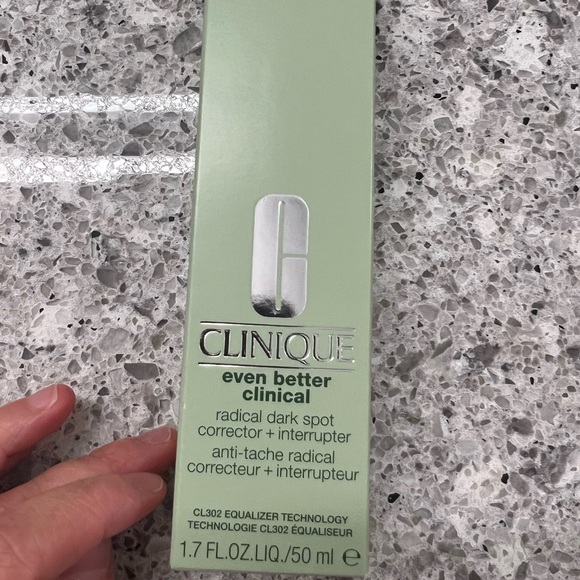 CLINIQUE
even better
clinical
radical dark spot
corrector + interrupter
anti-tache radical
correcteur + interrupteur
CL302 EQUALIZER TECHNOLOGY
TECHNOLOGIE CL302 ÉQUALISEUR
1.7 FL.OZ.LIQ./50 ml ℮